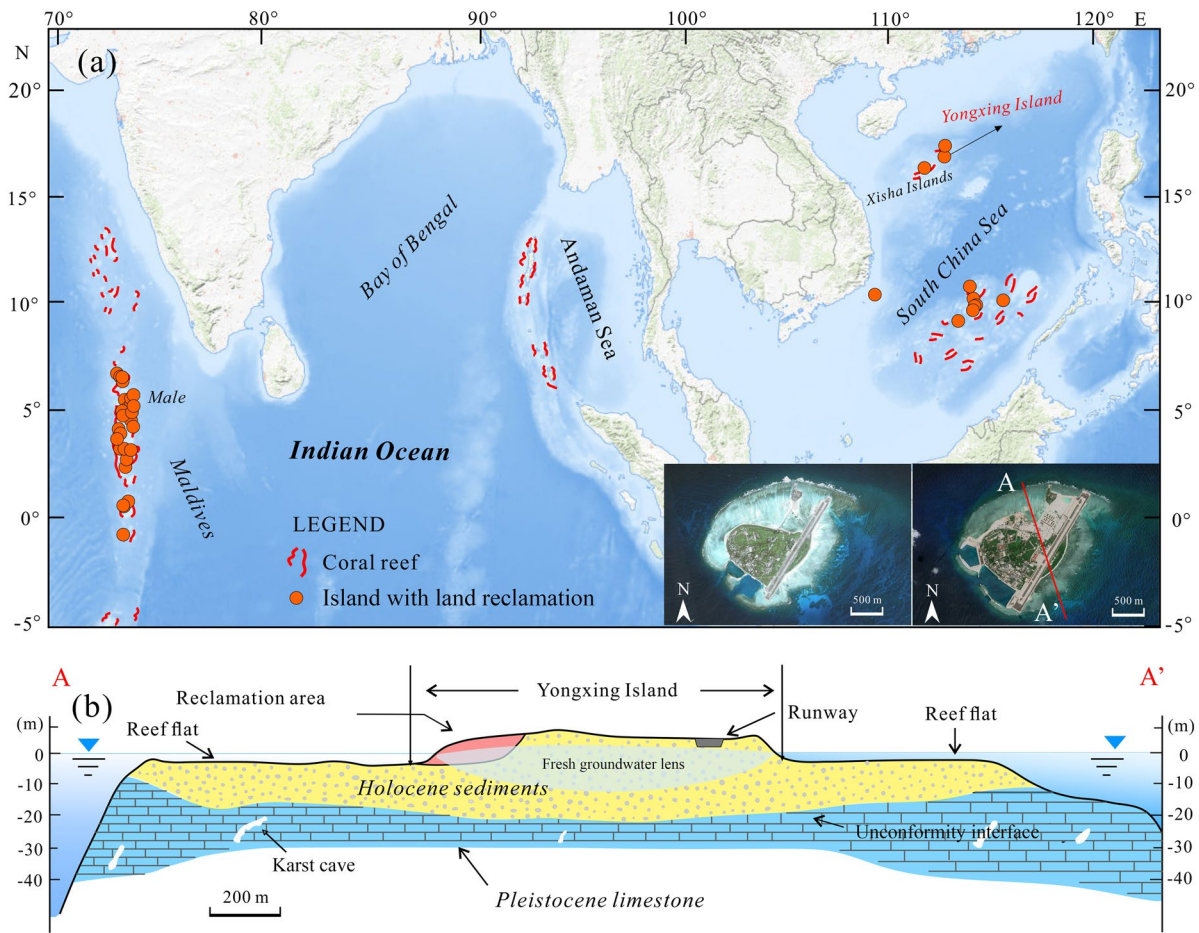 70°
80°
90°
100°
110°
120°
E
N
(a)
20°
15°
10°
5°
0°
-5°
20°
15°
10°
5°
0°
-5°
Yongxing Island
Xisha Islands
South China Sea
Bay of Bengal
Andaman Sea
Male
Maldives
Indian Ocean
LEGEND
Coral reef
Island with land reclamation
N
500 m
A
A'
N
500 m
A
A'
(b)
Reclamation area
Yongxing Island
Runway
Reef flat
Reef flat
(m)
0
-10
-20
-30
-40
(m)
0
-10
-20
-30
-40
Fresh groundwater lens
Holocene sediments
Unconformity interface
Karst cave
Pleistocene limestone
200 m